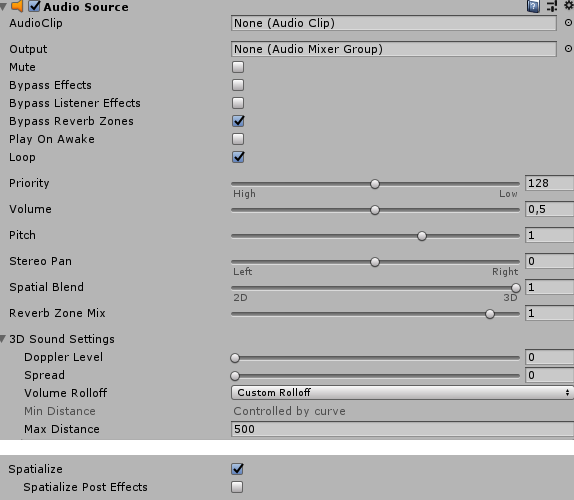 Audio Source
AudioClip None (Audio Clip)
Output None (Audio Mixer Group)
Mute
Bypass Effects
Bypass Listener Effects
Bypass Reverb Zones
Play On Awake
Loop
Priority 128
High Low
Volume 0,5
Pitch 1
Stereo Pan 0
Left Right
Spatial Blend 1
2D 3D
Reverb Zone Mix 1
3D Sound Settings
Doppler Level 0
Spread 0
Volume Rolloff Custom Rolloff
Min Distance Controlled by curve
Max Distance 500
Spatialize
Spatialize Post Effects